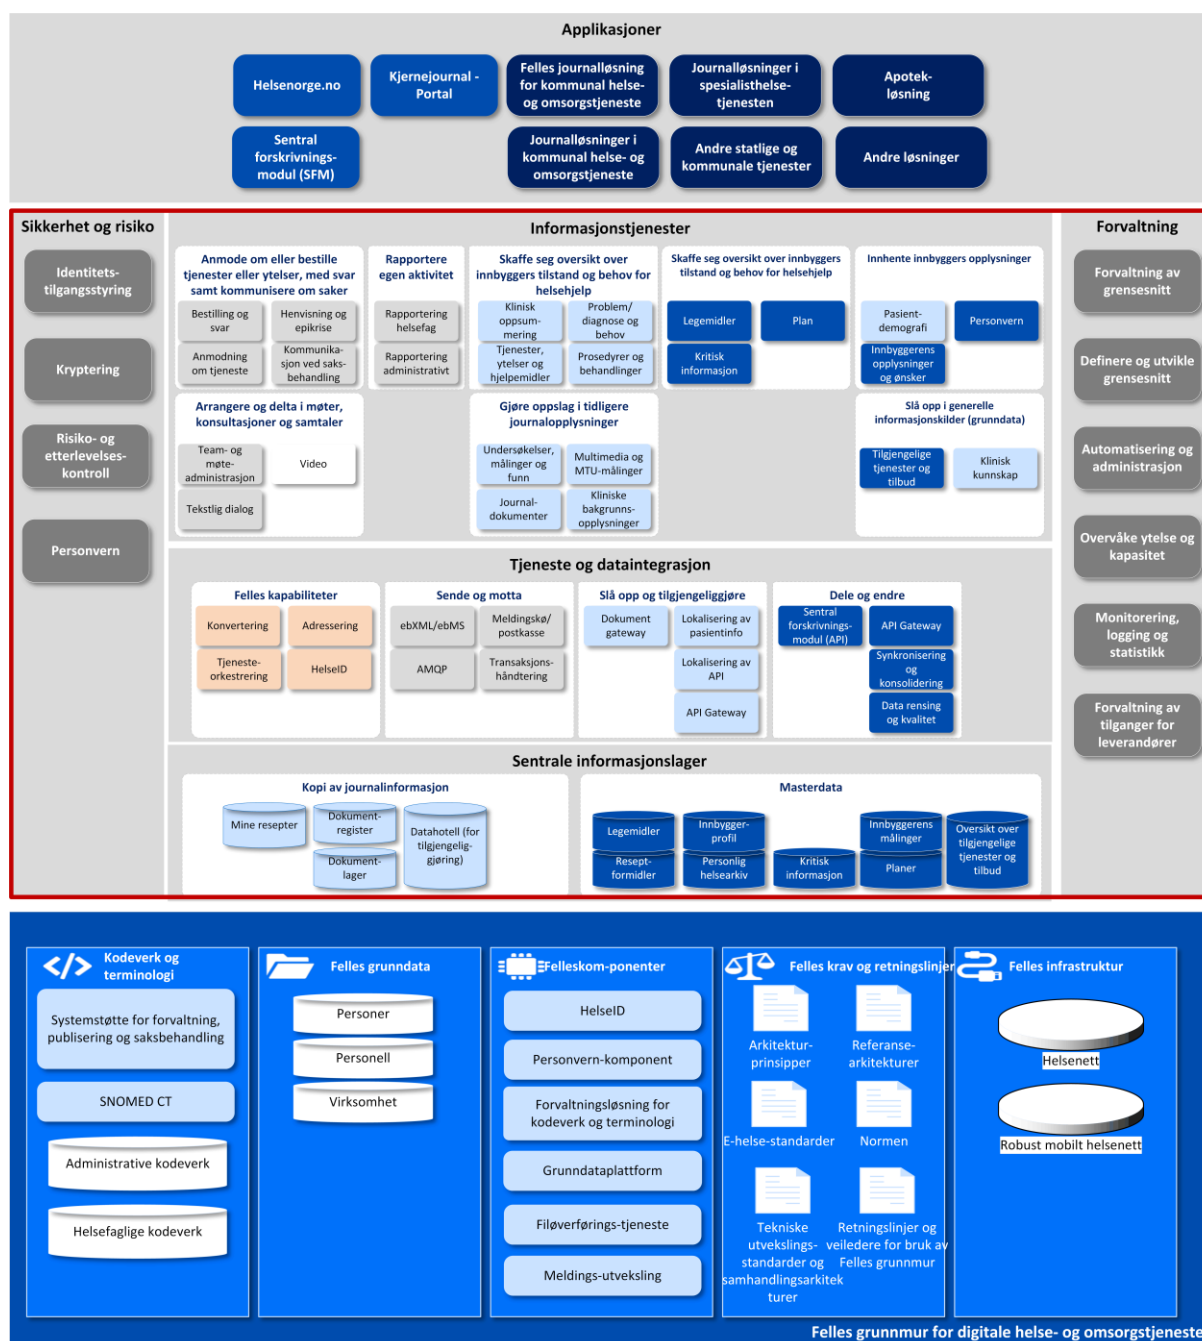 Applikasjoner
Helsenorge.no
Kjernejournal -
Portal
Felles journalløsning
for kommunal helse-
og omsorgstjeneste
Journalløsninger i
spesialisthelse-
tjenesten
Apotek-
løsning
Sentral
forskrivnings-
modul (SFM)
Journalløsninger i
kommunal helse- og
omsorgstjeneste
Andre statlige og
kommunale tjenester
Andre løsninger
Sikkerhet og risiko
Identitets-
tilgangsstyring
Kryptering
Risiko- og
etterlevelses-
kontroll
Personvern
Informasjonstjenester
Anmode om eller bestille
tjenester eller ytelser, med svar
samt kommunisere om saker
Bestilling og
svar
Henvisning og
epikrise
Anmodning
om tjeneste
Kommunika-
sjon ved saks-
behandling
Rapportere
egen aktivitet
Rapportering
helsefag
Rapportering
administrativt
Skaffe seg oversikt over
innbyggers tilstand og behov for
helsehjelp
Klinisk
oppsum-
mering
Problem/
diagnose og
behov
Tjenester,
ytelser og
hjelpemidler
Prosedyrer og
behandlinger
Skaffe seg oversikt over innbyggers
tilstand og behov for helsehjelp
Legemidler
Plan
Kritisk
informasjon
Innhente innbyggers opplysninger
Pasient-
demografi
Personvern
Innbyggerens
opplysninger
og ønsker
Arrangere og delta i møter,
konsultasjoner og samtaler
Team- og
møte-
administrasjon
Video
Tekstlig dialog
Gjøre oppslag i tidligere
journalopplysninger
Undersøkelser,
målinger og
funn
Multimedia og
MTU-målinger
Journal-
dokumenter
Kliniske
bakgrunns-
opplysninger
Slå opp i generelle
informasjonskilder (grunndata)
Tilgjengelige
tjenester og
tilbud
Klinisk
kunnskap
Tjeneste og dataintegrasjon
Felles kapabiliteter
Konvertering
Adressering
Tjeneste-
orkestrering
HelseID
Sende og motta
ebXML/ebMS
Meldingskø/
postkasse
AMQP
Transaksjons-
håndtering
Slå opp og tilgjengeliggjøre
Dokument
gateway
Lokalisering av
pasientinfo
Lokalisering av
API
API Gateway
Dele og endre
Sentral
forskrivnings-
modul (API)
API Gateway
Synkronisering
og
konsolidering
Data rensing
og kvalitet
Sentrale informasjonslager
Kopi av journalinformasjon
Mine resepter
Dokument-
register
Dokument-
lager
Datahotell (for
tilgjengelig-
gjøring)
Masterdata
Legemidler
Resept-
formidler
Innbygger-
profil
Personlig
helsearkiv
Kritisk
informasjon
Innbyggerens
målinger
Planer
Oversikt over
tilgjengelige
tjenester og
tilbud
Forvaltning
Forvaltning av
grensesnitt
Definere og utvikle
grensesnitt
Automatisering og
administrasjon
Overvåke ytelse og
kapasitet
Monitorering,
logging og
statistikk
Forvaltning av
tilganger for
leverandører
</> Kodeverk og
terminologi
Systemstøtte for forvaltning,
publisering og saksbehandling
SNOMED CT
Administrative kodeverk
Helsefaglige kodeverk
Felles grunndata
Personer
Personell
Virksomhet
Felleskom-ponenter
HelseID
Personvern-komponent
Forvaltningsløsning for
kodeverk og terminologi
Grunndataplattform
Filøverførings-tjeneste
Meldings-utveksling
Felles krav og retningslinjer
Arkitektur-
prinsipper
Referanse-
arkitekturer
E-helse-standarder
Normen
Tekniske
utvekslings-
standarder og
samhandlingsarkitek
turer
Retningslinjer og
veiledere for bruk av
Felles grunnmur
Felles infrastruktur
Helsenett
Robust mobilt helsenett
Felles grunnmur for digitale helse- og omsorgstjeneste